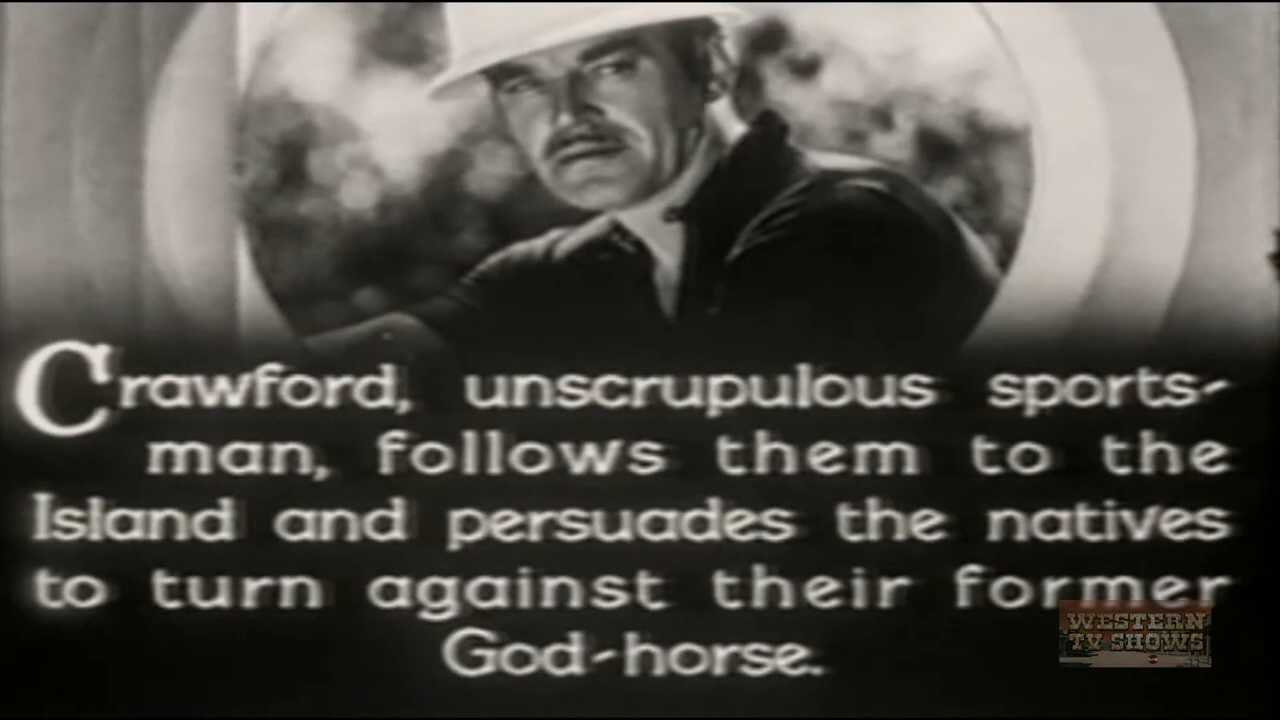 Crawford, unscrupulous sports-
man, follows them to the
Island and persuades the natives
to turn against their former
God-horse.
WESTERN
TV SHOWS